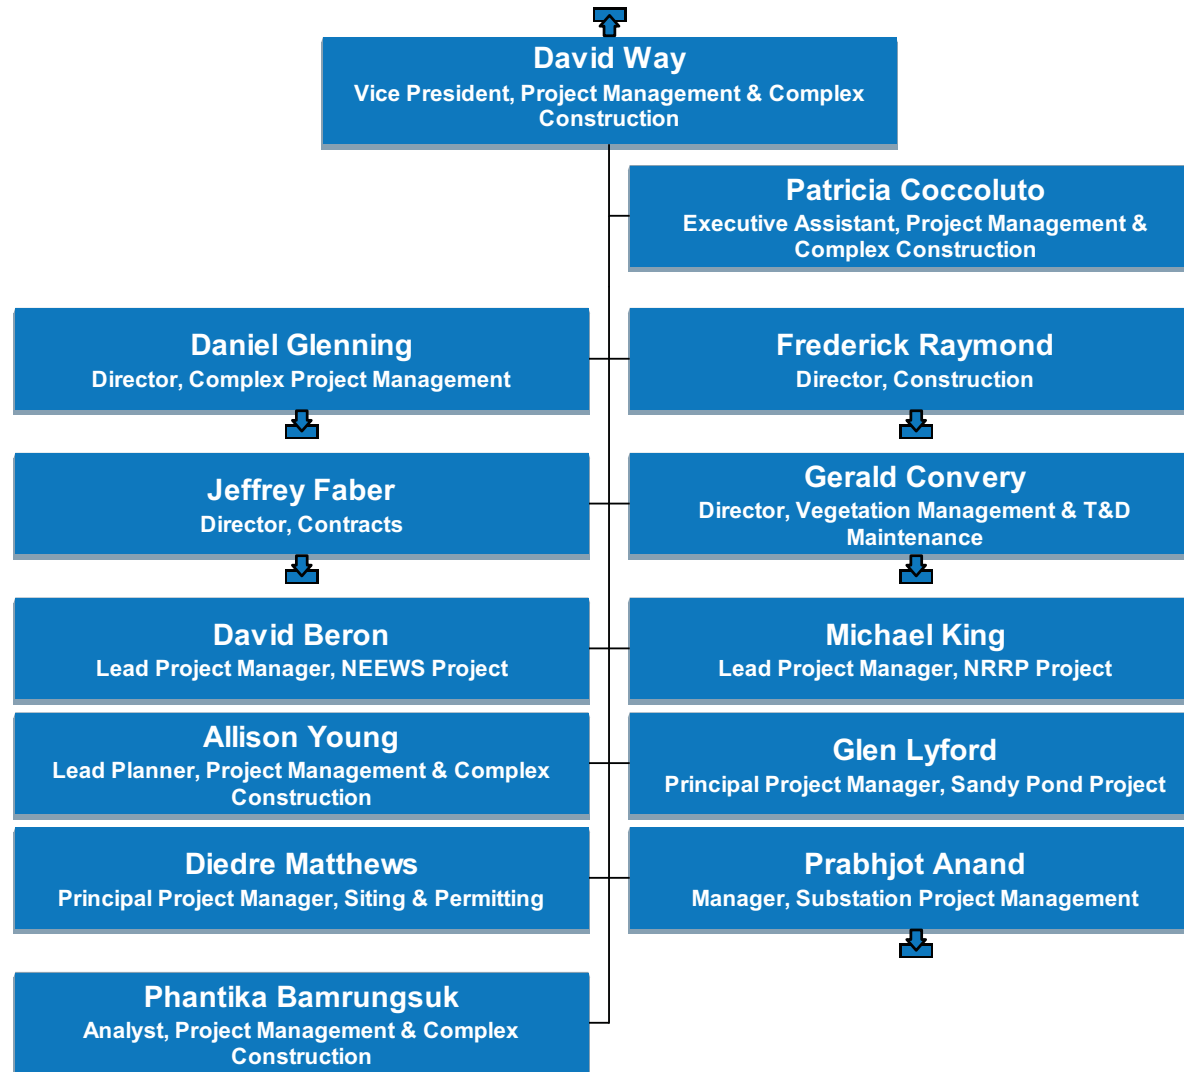 David Way
Vice President, Project Management & Complex
Construction
Patricia Coccoluto
Executive Assistant, Project Management &
Complex Construction
Daniel Glenning
Director, Complex Project Management
Frederick Raymond
Director, Construction
Jeffrey Faber
Director, Contracts
Gerald Convery
Director, Vegetation Management & T&D
Maintenance
David Beron
Lead Project Manager, NEEWS Project
Michael King
Lead Project Manager, NRRP Project
Allison Young
Lead Planner, Project Management & Complex
Construction
Glen Lyford
Principal Project Manager, Sandy Pond Project
Diedre Matthews
Principal Project Manager, Siting & Permitting
Prabhjot Anand
Manager, Substation Project Management
Phantika Bamrungsuk
Analyst, Project Management & Complex
Construction